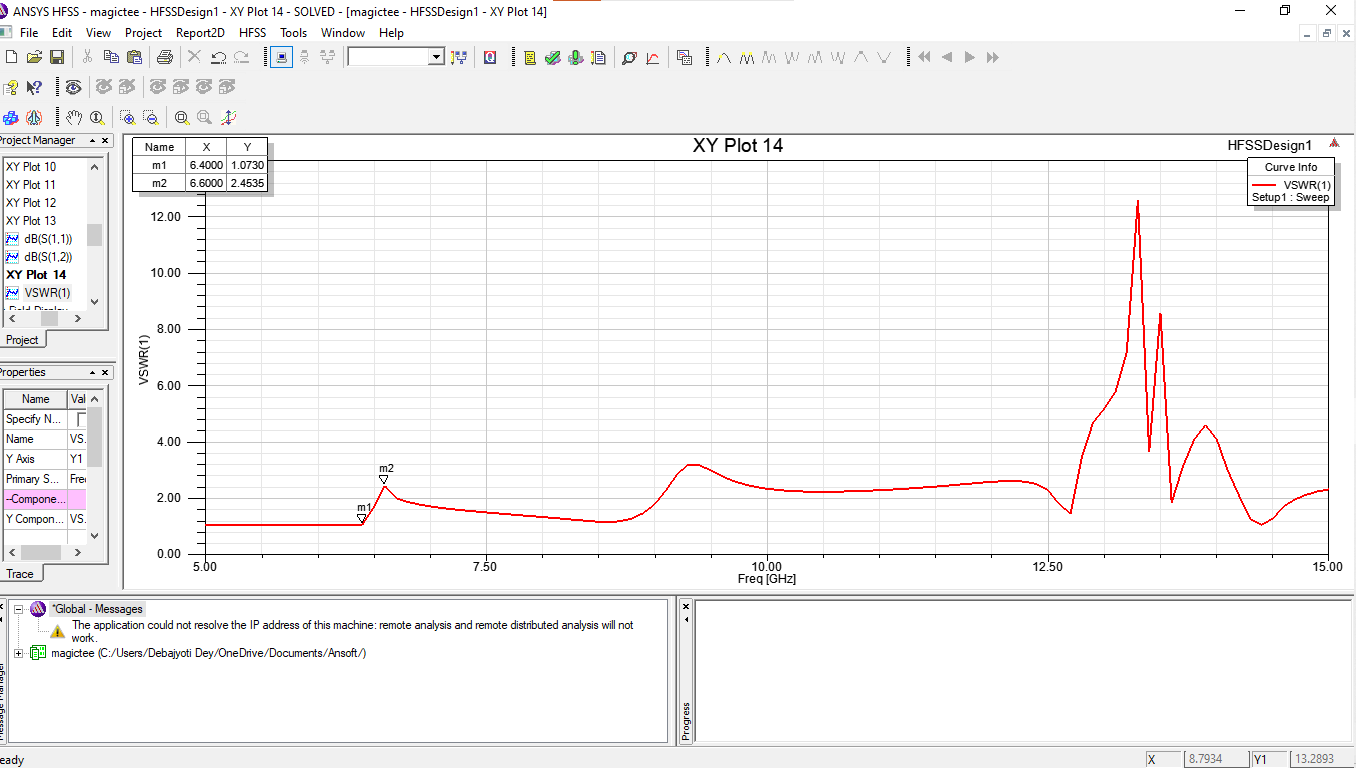 ANSYS HFSS - magictee - HFSSDesign1 - XY Plot 14 - SOLVED - [magictee - HFSSDesign1 - XY Plot 14]
File Edit View Project Report2D HFSS Tools Window Help
Project Manager
XY Plot 10
XY Plot 11
XY Plot 12
XY Plot 13
dB(S(1,1))
dB(S(1,2))
XY Plot 14
VSWR(1)
Project
Properties
Name Val
Specify N...
Name VS.
Y Axis Y1
Primary S... Fre
--Compone...
Y Compon... VS.
Trace
XY Plot 14
HFSSDesign1
Name X Y
m1 6.4000 1.0730
m2 6.6000 2.4535
Curve Info
VSWR(1)
Setup1 : Sweep
12.00
10.00
8.00
6.00
4.00
2.00
0.00
VSWR(1)
m1
m2
5.00 7.50 10.00 12.50 15.00
Freq [GHz]
*Global - Messages
The application could not resolve the IP address of this machine: remote analysis and remote distributed analysis will not
work.
magictee (C:/Users/Debajyoti Dey/OneDrive/Documents/Ansoft/)
Progress
eady
X 8.7934 Y1 13.2893